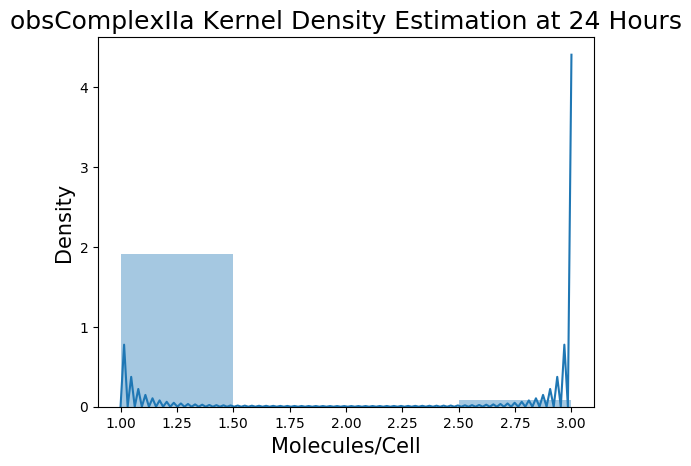 obsComplexIIa Kernel Density Estimation at 24 Hours
4
3
2
1
0
Density
1.00 1.25 1.50 1.75 2.00 2.25 2.50 2.75 3.00
Molecules/Cell